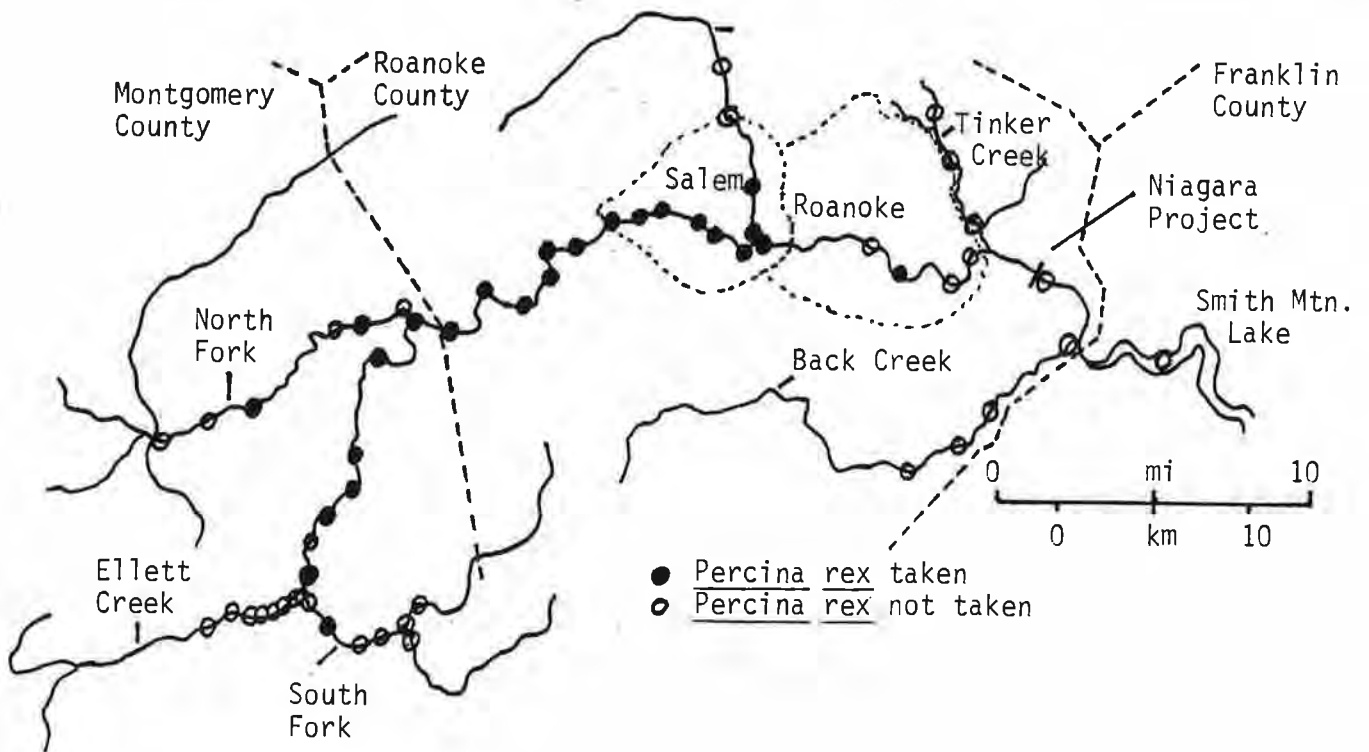 Montgomery
County
Roanoke
County
Franklin
County
Tinker
Creek
Niagara
Project
Salem
Roanoke
North
Fork
Smith Mtn.
Lake
Back Creek
0 mi 10
0 km 10
Ellett
Creek
South
Fork
● Percina rex taken
○ Percina rex not taken